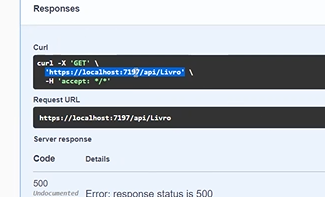 Responses
Curl
curl -X 'GET' \
'https://localhost:7197/api/Livro' \
-H 'accept: */*'
Request URL
https://localhost:7197/api/Livro
Server response
Code Details
500
Undocumented
Error: response status is 500